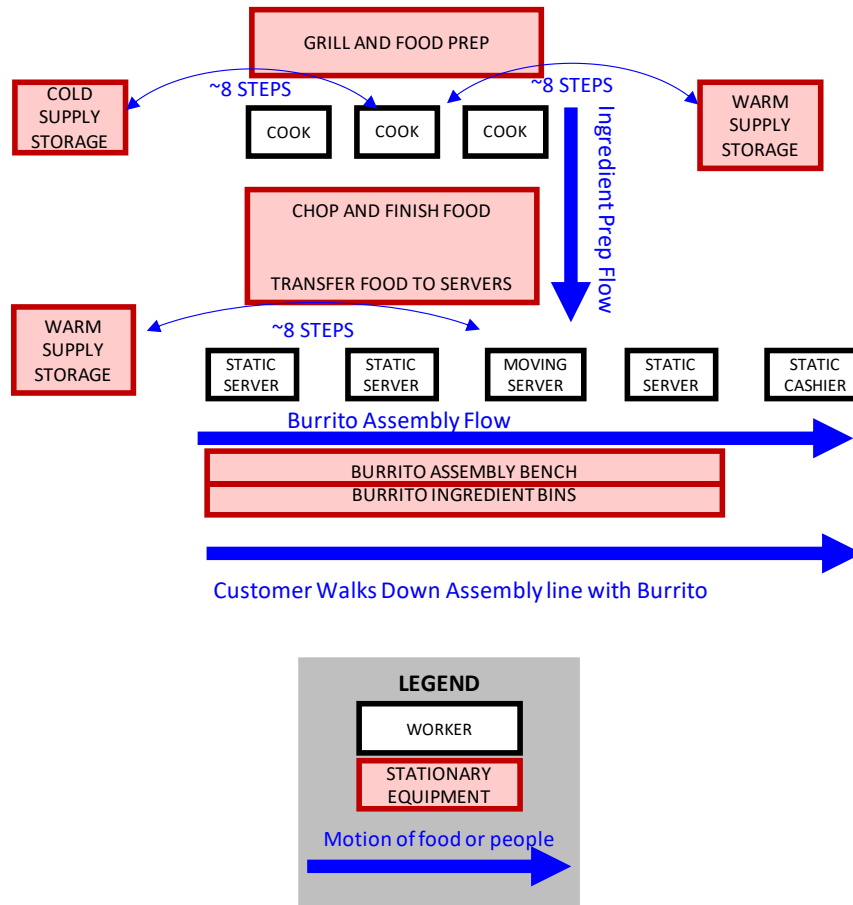 GRILL AND FOOD PREP
~8 STEPS
~8 STEPS
COLD
SUPPLY
STORAGE
COOK
COOK
COOK
WARM
SUPPLY
STORAGE
Ingredient Prep Flow
CHOP AND FINISH FOOD
TRANSFER FOOD TO SERVERS
WARM
SUPPLY
STORAGE
~8 STEPS
STATIC
SERVER
STATIC
SERVER
MOVING
SERVER
STATIC
SERVER
STATIC
CASHIER
Burrito Assembly Flow
BURRITO ASSEMBLY BENCH
BURRITO INGREDIENT BINS
Customer Walks Down Assembly line with Burrito
LEGEND
WORKER
STATIONARY
EQUIPMENT
Motion of food or people